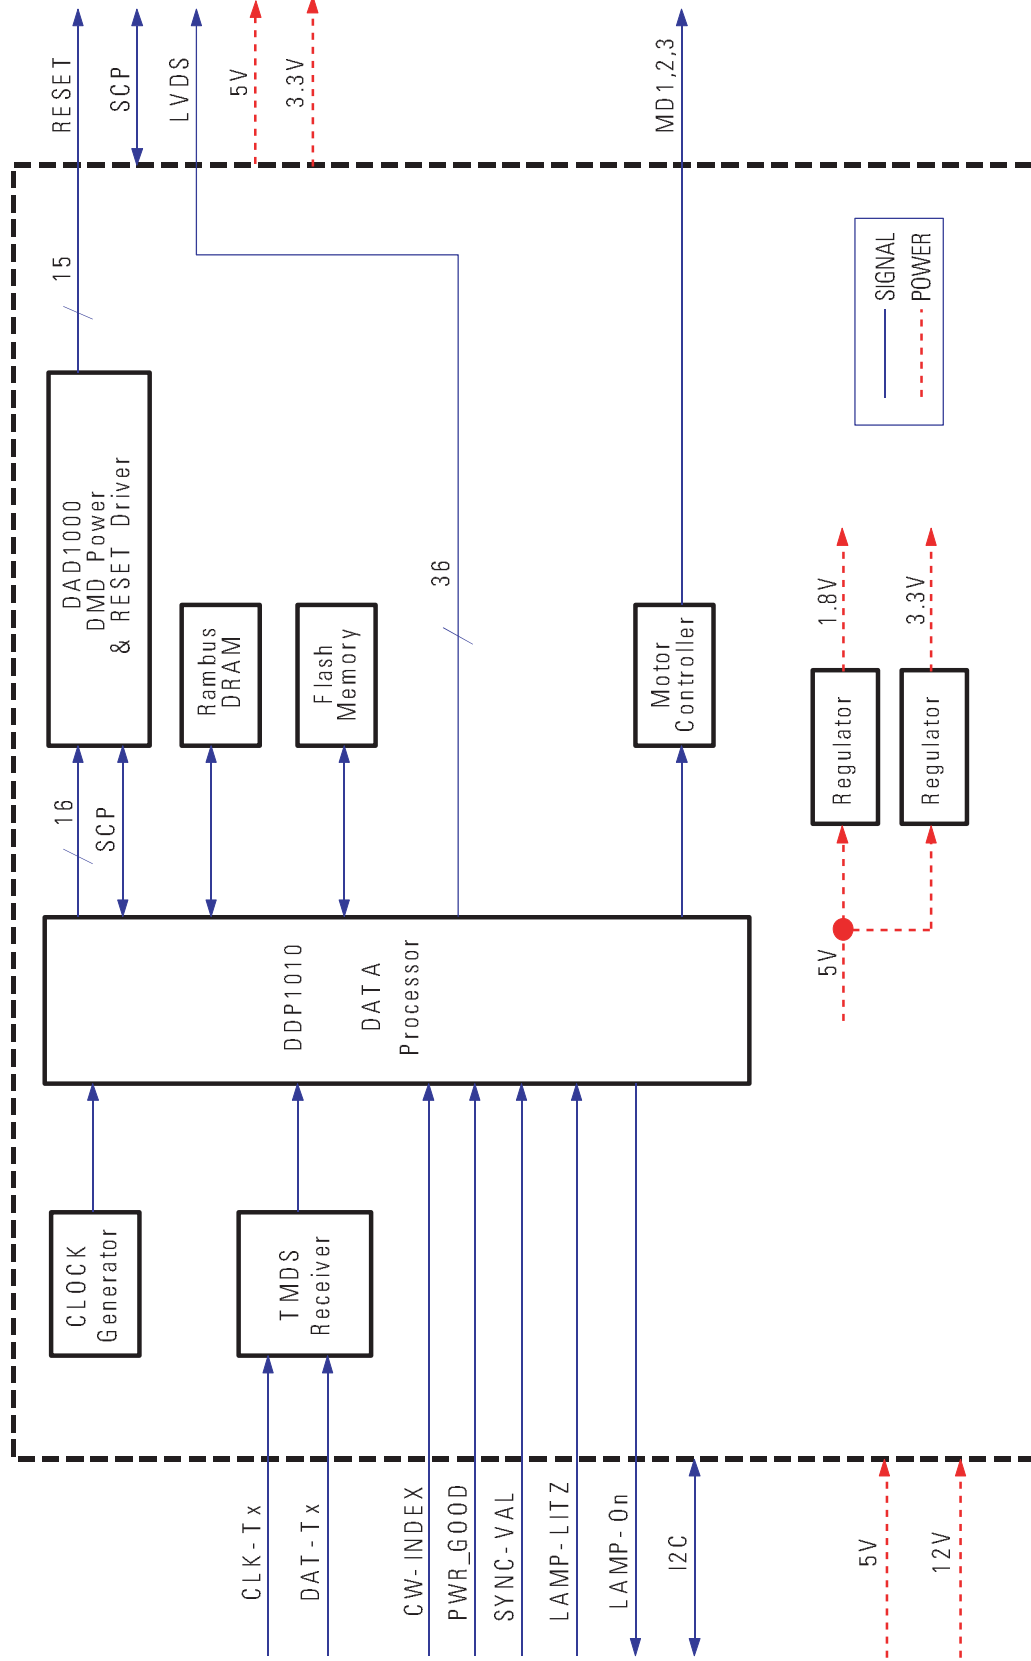 RESET
SCP
LVDS
5V
3.3V
MD1,2,3
15
DAD1000
DMD Power
& RESET Driver
Rambus
DRAM
Flash
Memory
36
Motor
Controller
SIGNAL
POWER
1.8V
3.3V
Regulator
Regulator
5V
16
SCP
DDP1010
DATA
Processor
CLOCK
Generator
TMDS
Receiver
CLK-Tx
DAT-Tx
CW-INDEX
PWR_GOOD
SYNC-VAL
LAMP-LITZ
LAMP-On
I2C
5V
12V